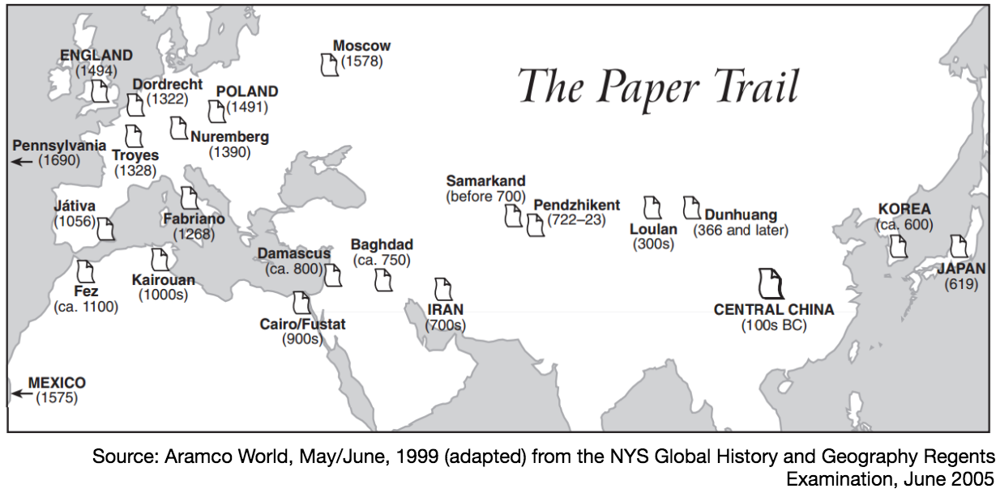 The Paper Trail
Moscow
(1578)
ENGLAND
(1494)
Dordrecht
(1322)
POLAND
(1491)
Nuremberg
(1390)
Pennsylvania
(1690)
Troyes
(1328)
Játiva
(1056)
Fabriano
(1268)
Samarkand
(before 700)
Pendzhikent
(722–23)
Loulan
(300s)
Dunhuang
(366 and later)
KOREA
(ca. 600)
JAPAN
(619)
Damascus
(ca. 800)
Baghdad
(ca. 750)
Fez
(ca. 1100)
Kairouan
(1000s)
Cairo/Fustat
(900s)
IRAN
(700s)
CENTRAL CHINA
(100s BC)
MEXICO
(1575)
Source: Aramco World, May/June, 1999 (adapted) from the NYS Global History and Geography Regents
Examination, June 2005